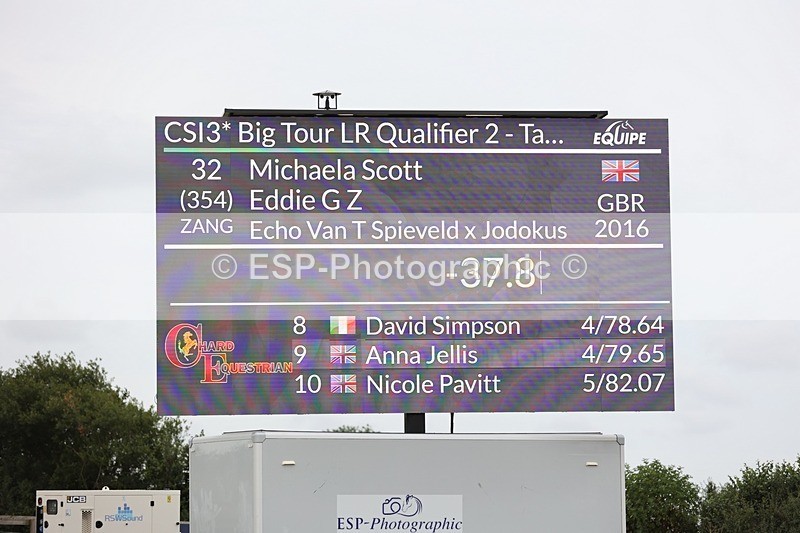 CSI3* Big Tour LR Qualifier 2 - Ta... EQUIPE
32 Michaela Scott
(354) Eddie G Z GBR
ZANG Echo Van T Spieveld x Jodokus 2016
-37.8
© ESP-Photographic ©
8 David Simpson 4/78.64
9 Anna Jellis 4/79.65
10 Nicole Pavitt 5/82.07
CHARD
EQUESTRIAN
JCB
RSWSound
ESP-Photographic